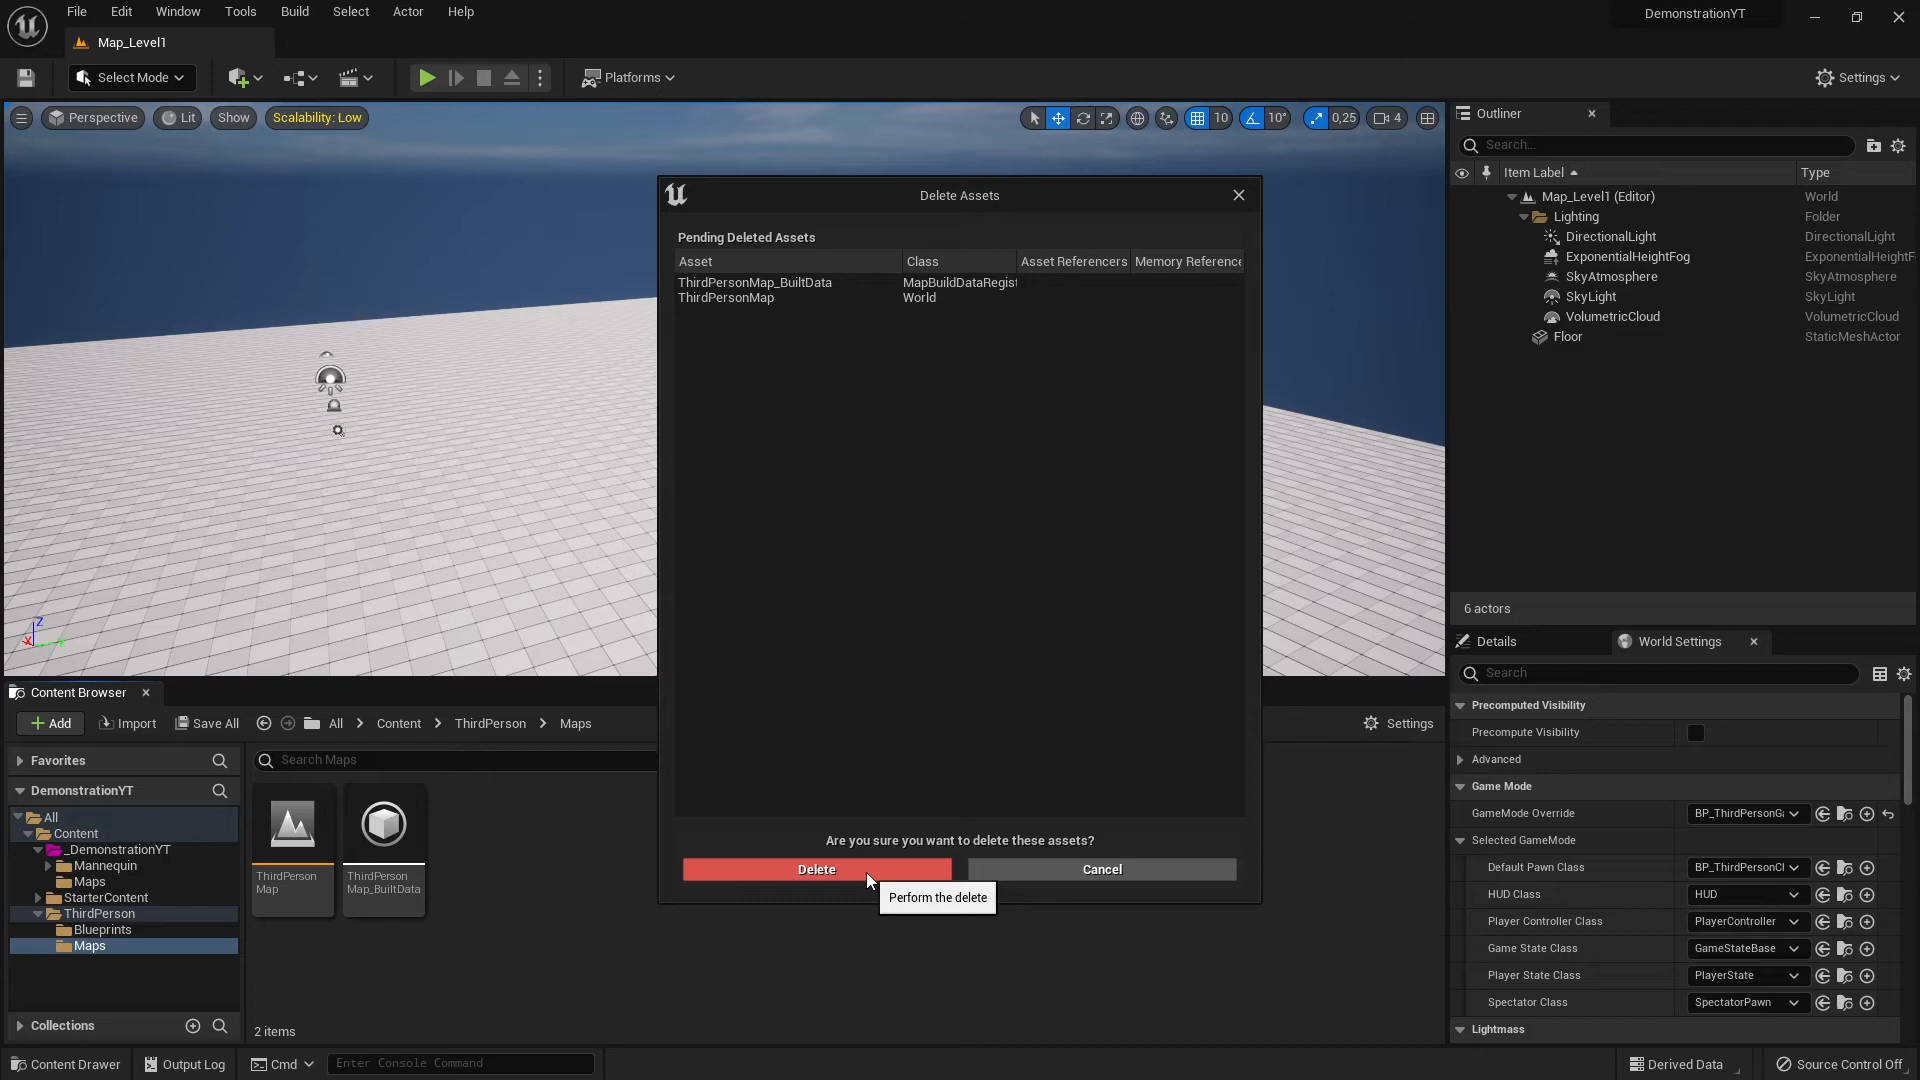 File Edit Window Tools Build Select Actor Help
DemonstrationYT
Map_Level1
Select Mode
Platforms
Settings
Perspective Lit Show Scalability: Low
10 10° 0,25 4
Outliner
Search...
Item Label Type
Map_Level1 (Editor) World
Lighting Folder
DirectionalLight DirectionalLight
ExponentialHeightFog ExponentialHeightF
SkyAtmosphere SkyAtmosphere
SkyLight SkyLight
VolumetricCloud VolumetricCloud
Floor StaticMeshActor
6 actors
Delete Assets
Pending Deleted Assets
Asset Class Asset Referencers Memory Reference
ThirdPersonMap_BuiltData MapBuildDataRegist
ThirdPersonMap World
Are you sure you want to delete these assets?
Delete Cancel
Perform the delete
Z
X
Details World Settings
Search
Precomputed Visibility
Precompute Visibility
Advanced
Game Mode
GameMode Override BP_ThirdPersonGa
Selected GameMode
Default Pawn Class BP_ThirdPersonCl
HUD Class HUD
Player Controller Class PlayerController
Game State Class GameStateBase
Player State Class PlayerState
Spectator Class SpectatorPawn
Lightmass
Content Browser
Add Import Save All All Content ThirdPerson Maps
Settings
Favorites
DemonstrationYT
All
Content
_DemonstrationYT
Mannequin
Maps
StarterContent
ThirdPerson
Blueprints
Maps
Collections
Search Maps
ThirdPerson
Map
ThirdPerson
Map_BuiltData
2 items
Content Drawer Output Log Cmd Enter Console Command
Derived Data Source Control Off